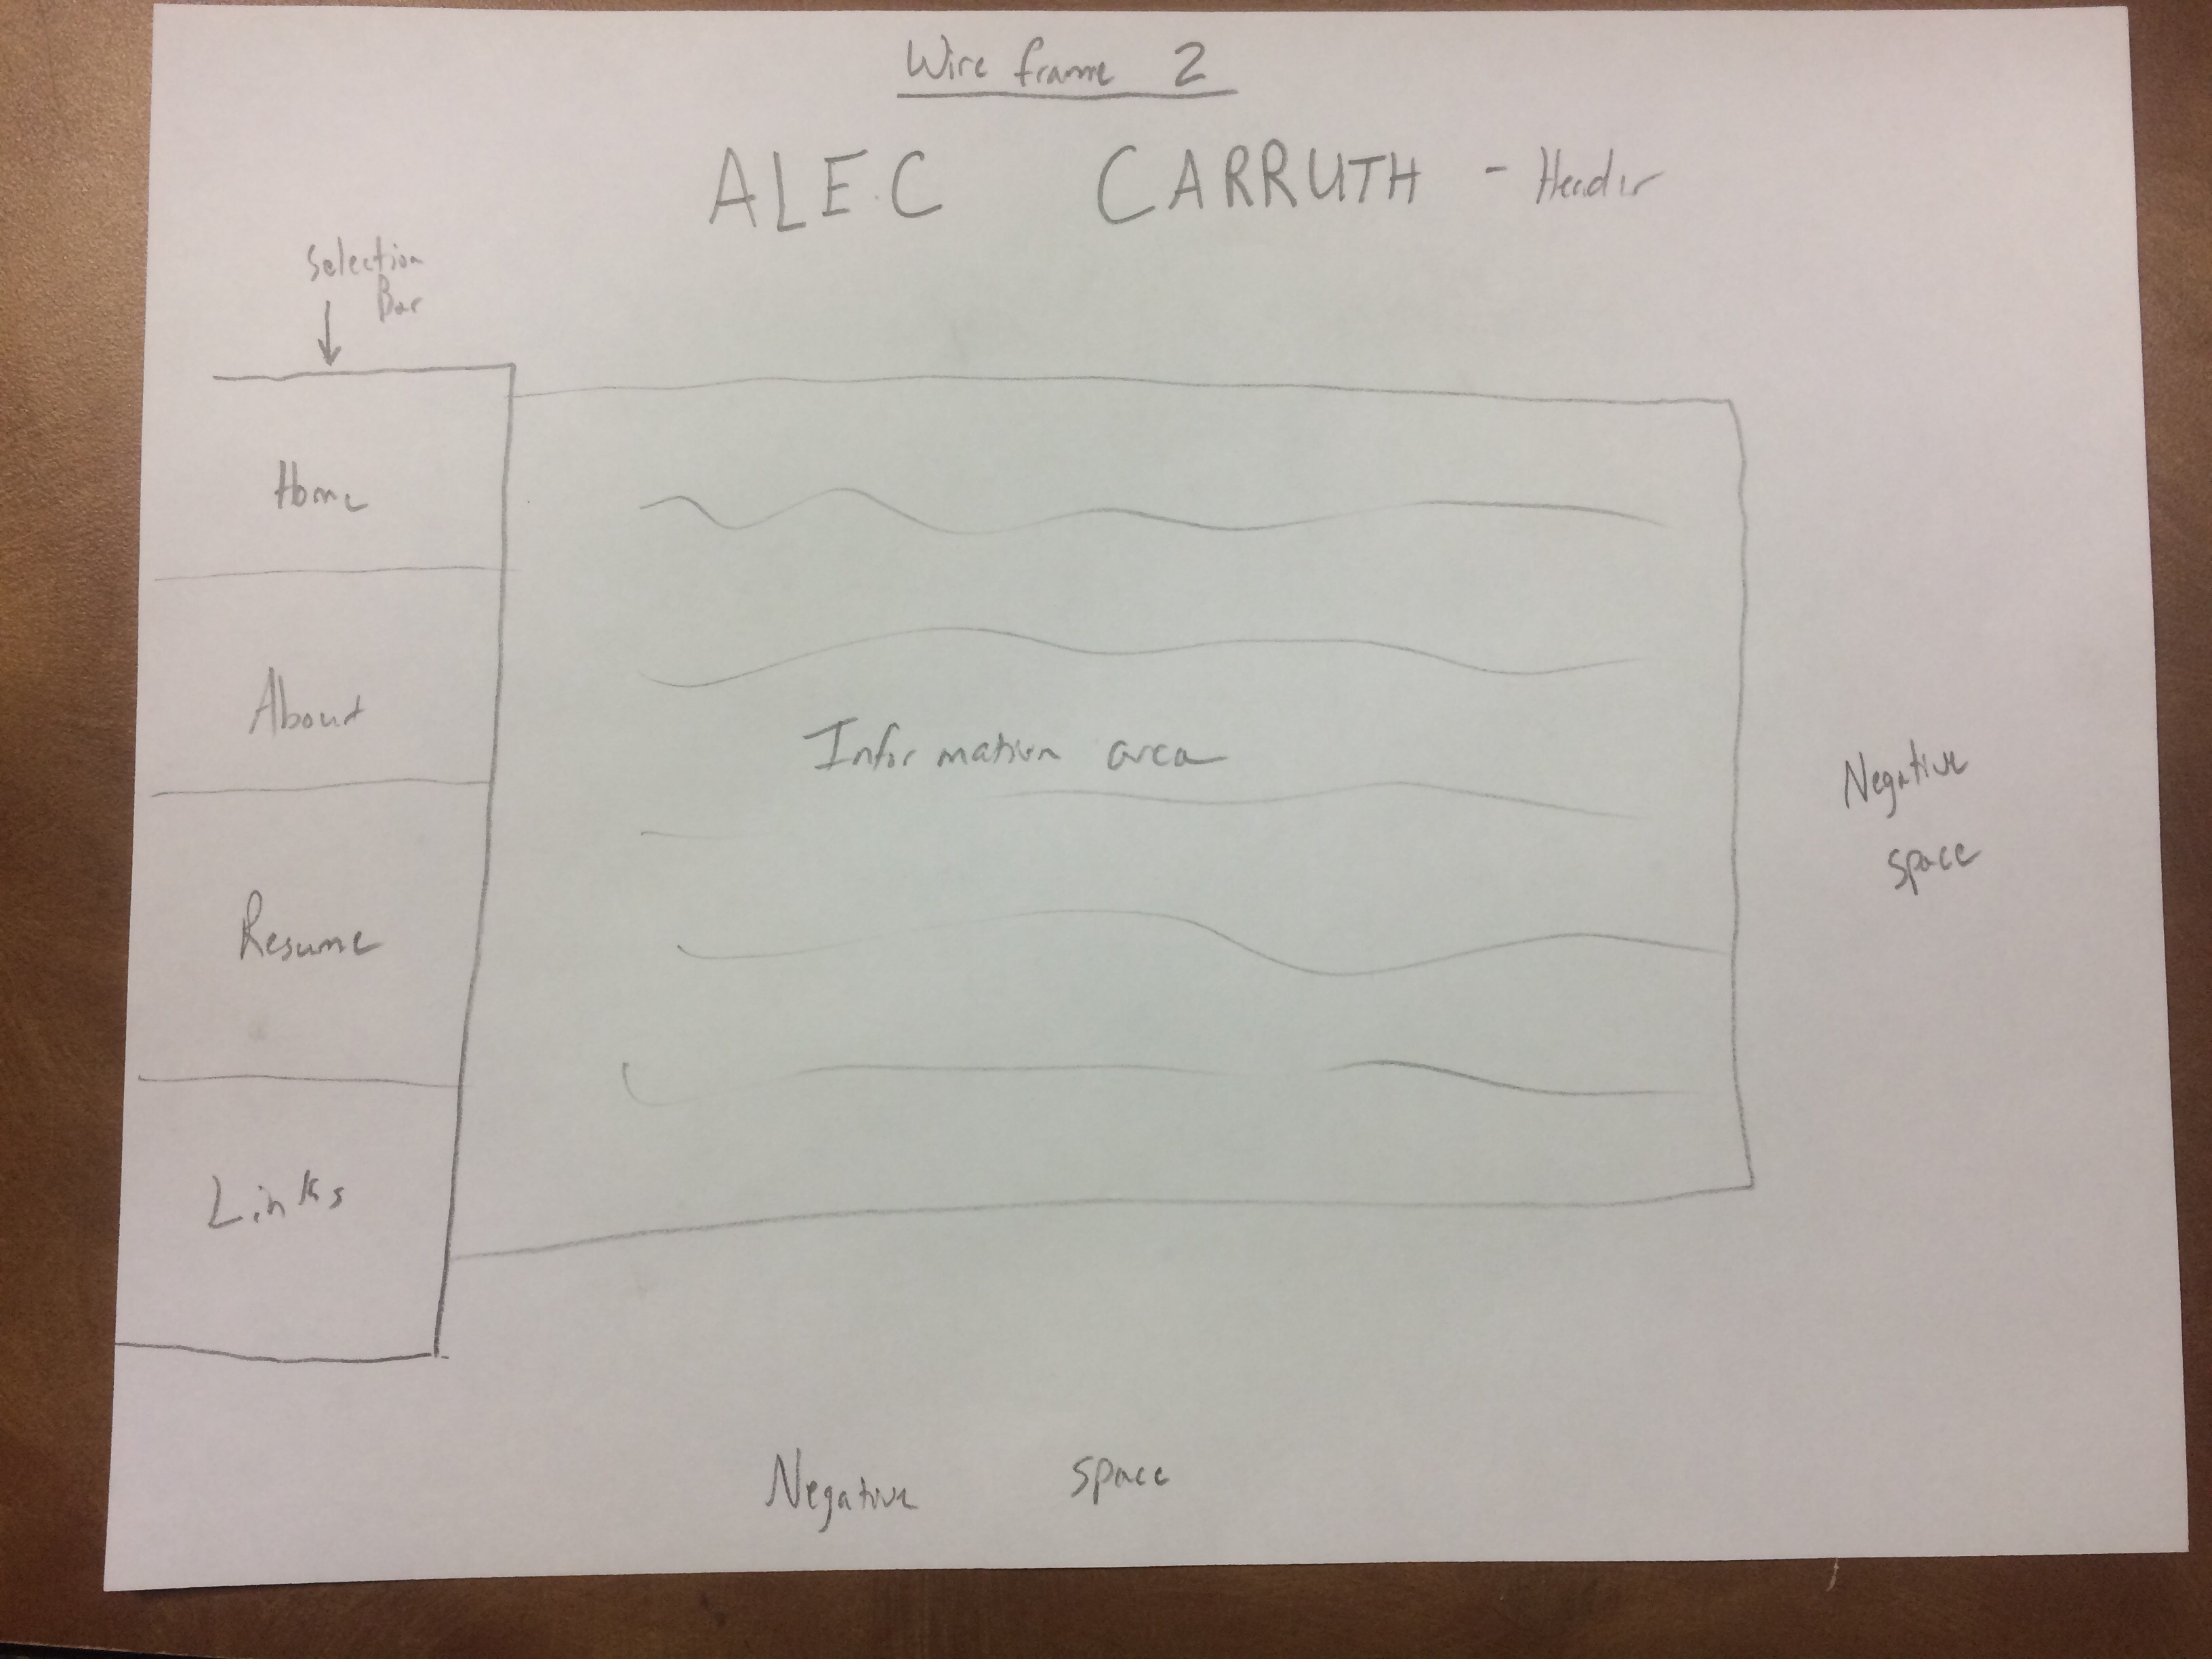 Wire frame 2
ALEC CARRUTH - Header
Selection
Bar
Home
About
Resume
Links
Information area
Negative
space
Negative space